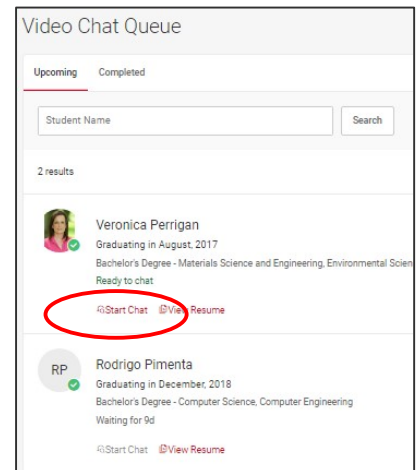 Video Chat Queue
Upcoming Completed
Student Name Search
2 results
Veronica Perrigan
Graduating in August, 2017
Bachelor's Degree - Materials Science and Engineering, Environmental Scien
Ready to chat
Start Chat View Resume
RP
Rodrigo Pimenta
Graduating in December, 2018
Bachelor's Degree - Computer Science, Computer Engineering
Waiting for 9d
Start Chat View Resume